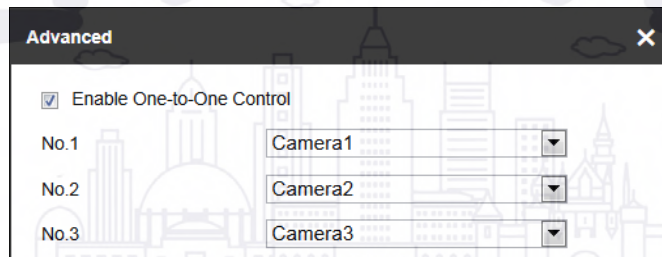 Advanced
Enable One-to-One Control
No.1 Camera1
No.2 Camera2
No.3 Camera3